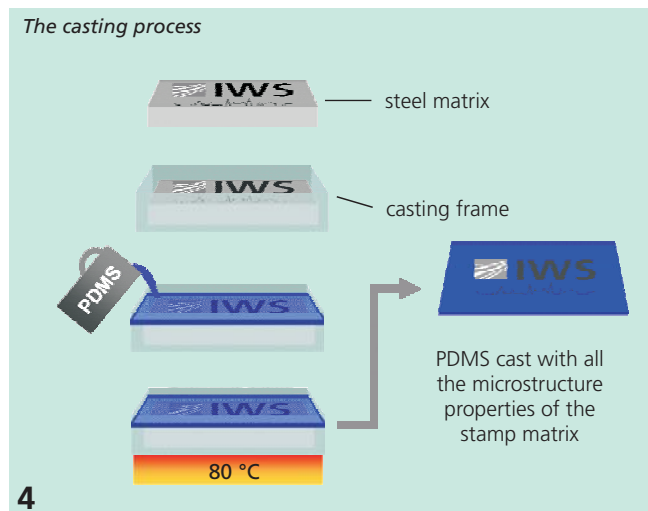 The casting process
IWS
steel matrix
IWS
casting frame
PDMS
IWS
IWS
IWS
80 °C
PDMS cast with all
the microstructure
properties of the
stamp matrix
4